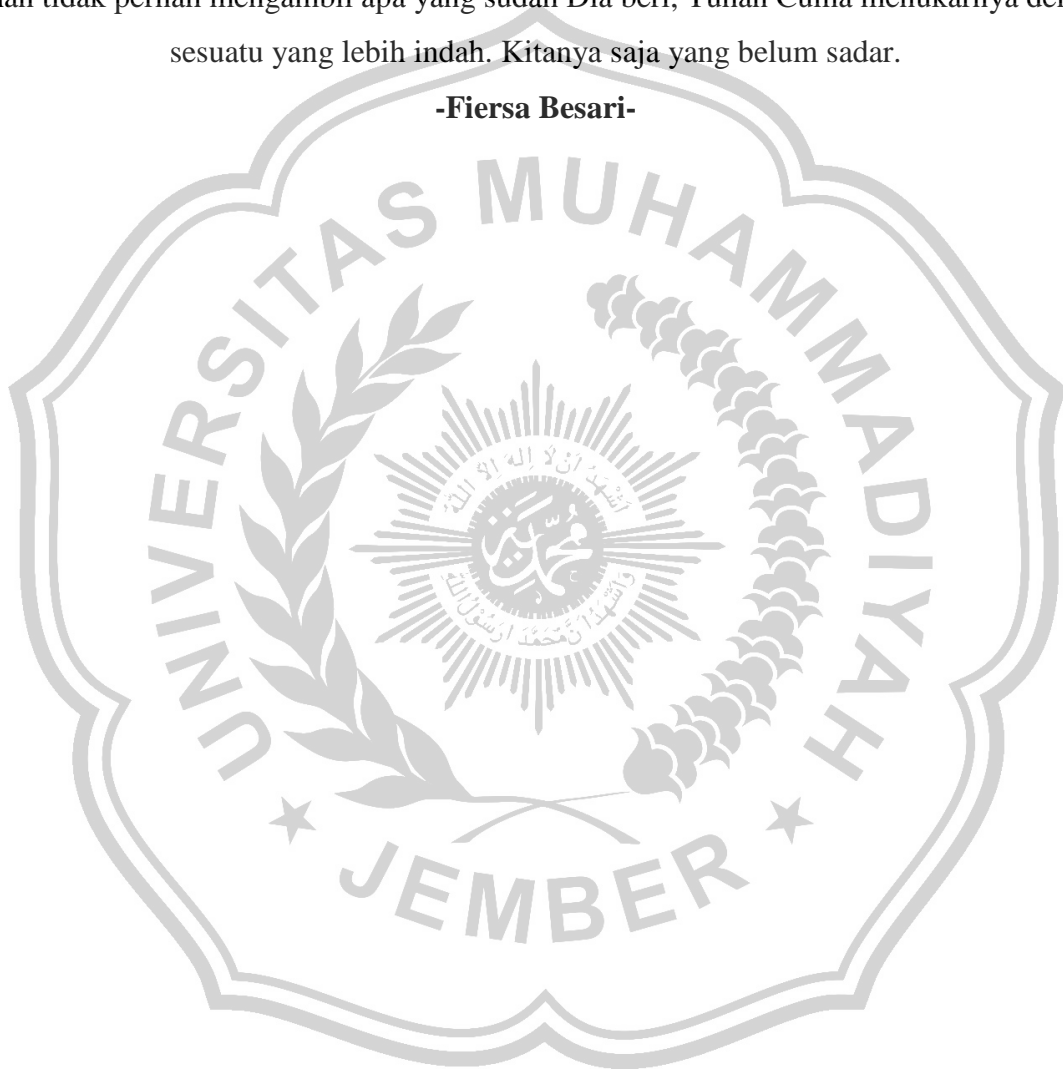 tidak pernah mengambil apa yang sudah Dia beri, Tuhan Cuma menukarnya
sesuatu yang lebih indah. Kitanya saja yang belum sadar.
-Fiersa Besari-
UNIVERSITAS MUHAMMADIYAH
JEMBER